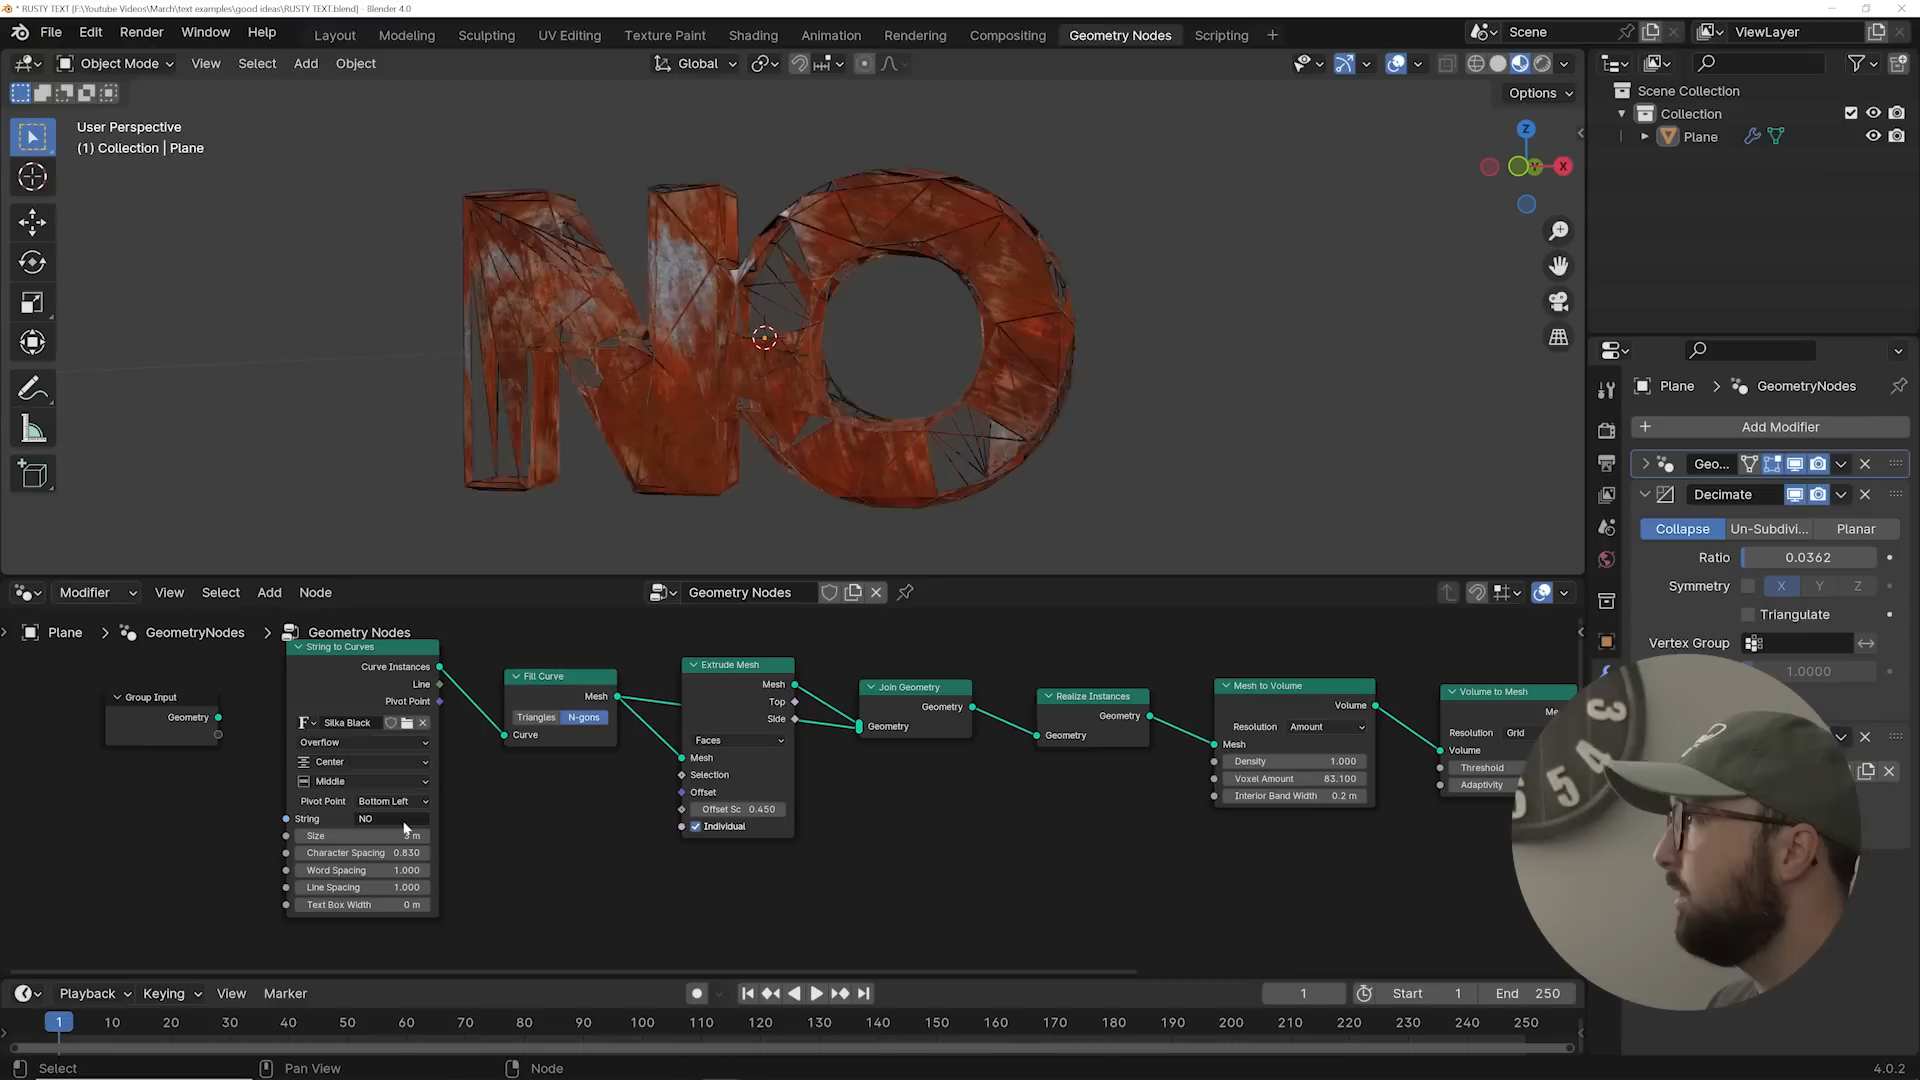 * RUSTY TEXT [F:\Youtube Videos\March\text examples\good ideas\RUSTY TEXT.blend] - Blender 4.0
File Edit Render Window Help
Layout Modeling Sculpting UV Editing Texture Paint Shading Animation Rendering Compositing Geometry Nodes Scripting
Scene
ViewLayer
Object Mode View Select Add Object
Global
Options
User Perspective
(1) Collection | Plane
Z
X
Y
NO
Scene Collection
Collection
Plane
Plane GeometryNodes
Add Modifier
Geo...
Decimate
Collapse Un-Subdivi... Planar
Ratio 0.0362
Symmetry X Y Z
Triangulate
Vertex Group
1.0000
Modifier View Select Add Node
Geometry Nodes
Plane GeometryNodes Geometry Nodes
Group Input
Geometry
String to Curves
Curve Instances
Line
Pivot Point
Silka Black
Overflow
Center
Middle
Pivot Point Bottom Left
String NO
Size 3 m
Character Spacing 0.830
Word Spacing 1.000
Line Spacing 1.000
Text Box Width 0 m
Fill Curve
Mesh
Triangles N-gons
Curve
Extrude Mesh
Mesh
Top
Side
Faces
Mesh
Selection
Offset
Offset Sc 0.450
Individual
Join Geometry
Geometry
Geometry
Realize Instances
Geometry
Geometry
Mesh to Volume
Volume
Resolution Amount
Mesh
Density 1.000
Voxel Amount 83.100
Interior Band Width 0.2 m
Volume to Mesh
Me
Resolution Grid
Volume
Threshold
Adaptivity
3
4
5
Playback Keying View Marker
1
Start 1
End 250
1 10 20 30 40 50 60 70 80 90 100 110 120 130 140 150 160 170 180 190 200 210 220 230 240 250
Select
Pan View
Node
4.0.2